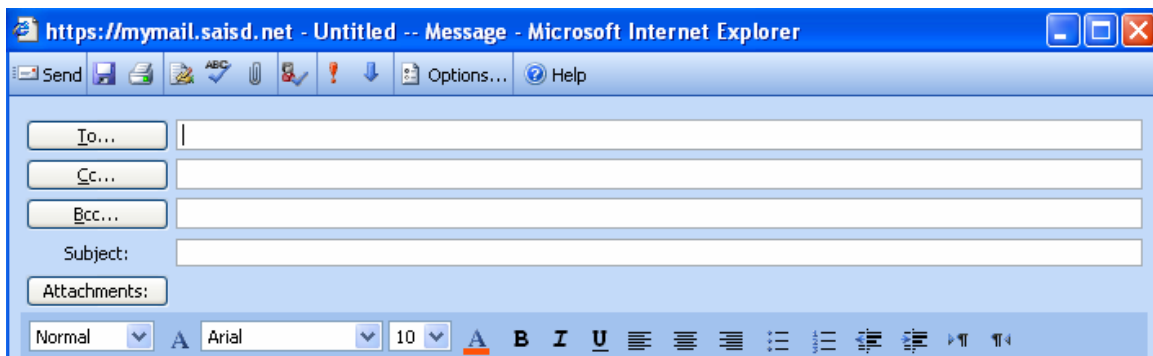 https://mymail.saisd.net - Untitled -- Message - Microsoft Internet Explorer
Send ABC Options... Help
To...
Cc...
Bcc...
Subject:
Attachments:
Normal A Arial 10 A B I U